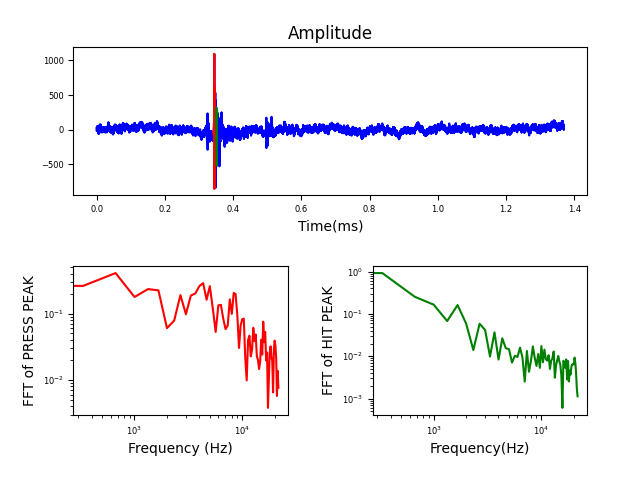 Amplitude
1000
500
0
−500
0.0 0.2 0.4 0.6 0.8 1.0 1.2 1.4
Time(ms)
FFT of PRESS PEAK
10⁻¹
10⁻²
10³ 10⁴
Frequency (Hz)
FFT of HIT PEAK
10⁰
10⁻¹
10⁻²
10⁻³
10³ 10⁴
Frequency(Hz)